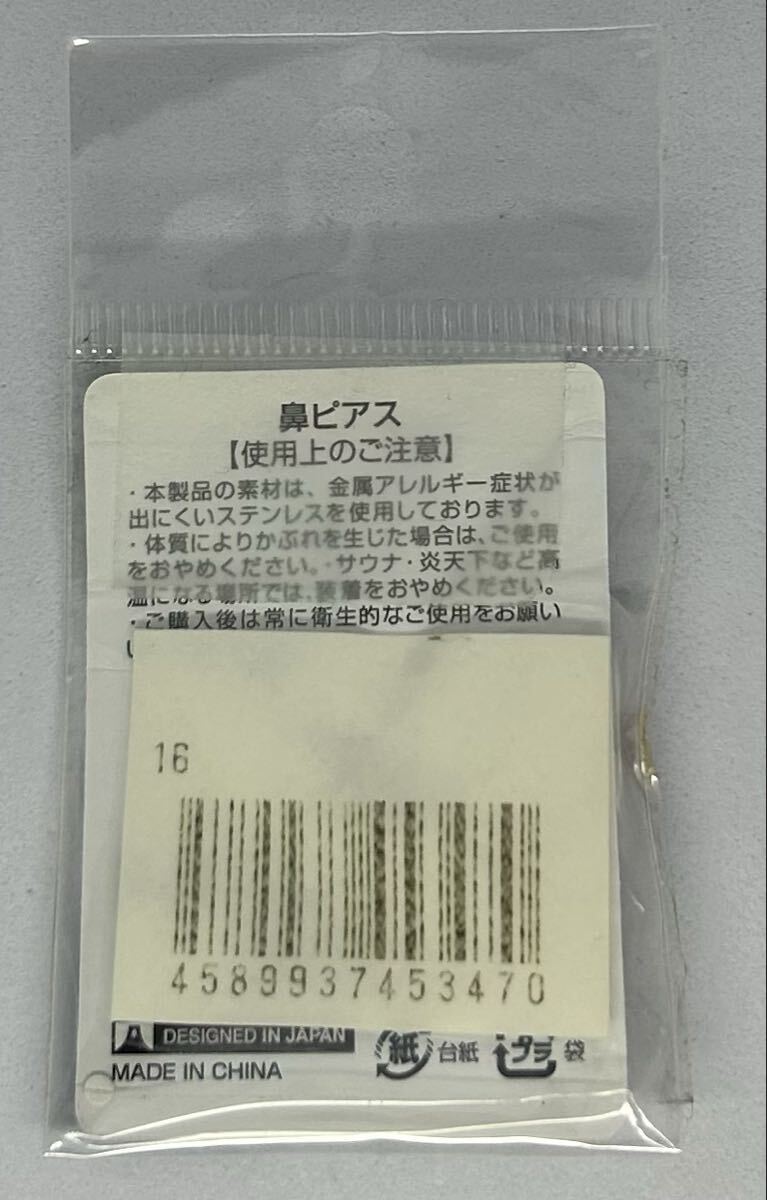 鼻ピアス
【使用上のご注意】
・本製品の素材は、金属アレルギー症状が
出にくいステンレスを使用しております。
・体質によりかぶれを生じた場合は、ご使用
をおやめください。・サウナ・炎天下など高
温になる場所では、装着をおやめください。
・ご購入後は常に衛生的なご使用をお願い
16
4589937453470
DESIGNED IN JAPAN
MADE IN CHINA
紙 台紙 プラ 袋